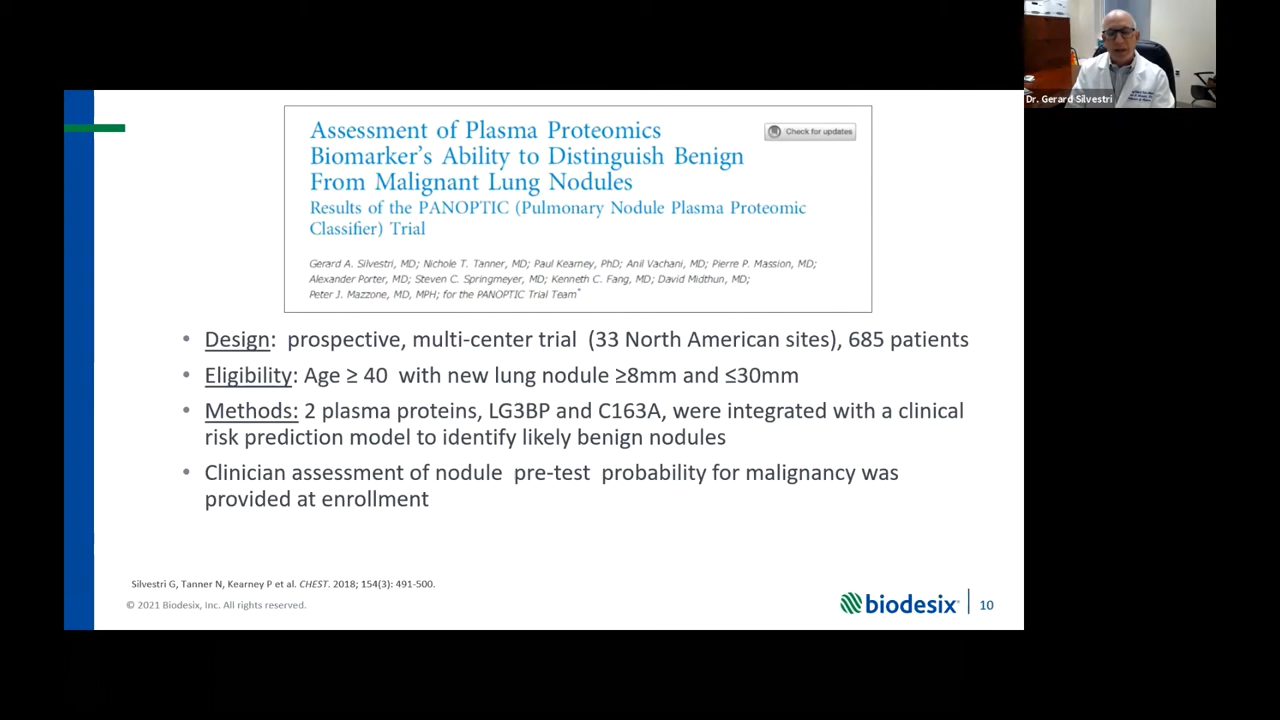 Dr. Gerard Silvestri
Assessment of Plasma Proteomics
Biomarker's Ability to Distinguish Benign
From Malignant Lung Nodules
Check for updates
Results of the PANOPTIC (Pulmonary Nodule Plasma Proteomic
Classifier) Trial
Gerard A. Silvestri, MD; Nichole T. Tanner, MD; Paul Kearney, PhD; Anil Vachani, MD; Pierre P. Massion, MD;
Alexander Porter, MD; Steven C. Springmeyer, MD; Kenneth C. Fang, MD; David Midthun, MD;
Peter J. Mazzone, MD, MPH; for the PANOPTIC Trial Team*
• Design: prospective, multi-center trial (33 North American sites), 685 patients
• Eligibility: Age ≥ 40 with new lung nodule ≥8mm and ≤30mm
• Methods: 2 plasma proteins, LG3BP and C163A, were integrated with a clinical
risk prediction model to identify likely benign nodules
• Clinician assessment of nodule pre-test probability for malignancy was
provided at enrollment
Silvestri G, Tanner N, Kearney P et al. CHEST. 2018; 154(3): 491-500.
© 2021 Biodesix, Inc. All rights reserved.
biodesix
10